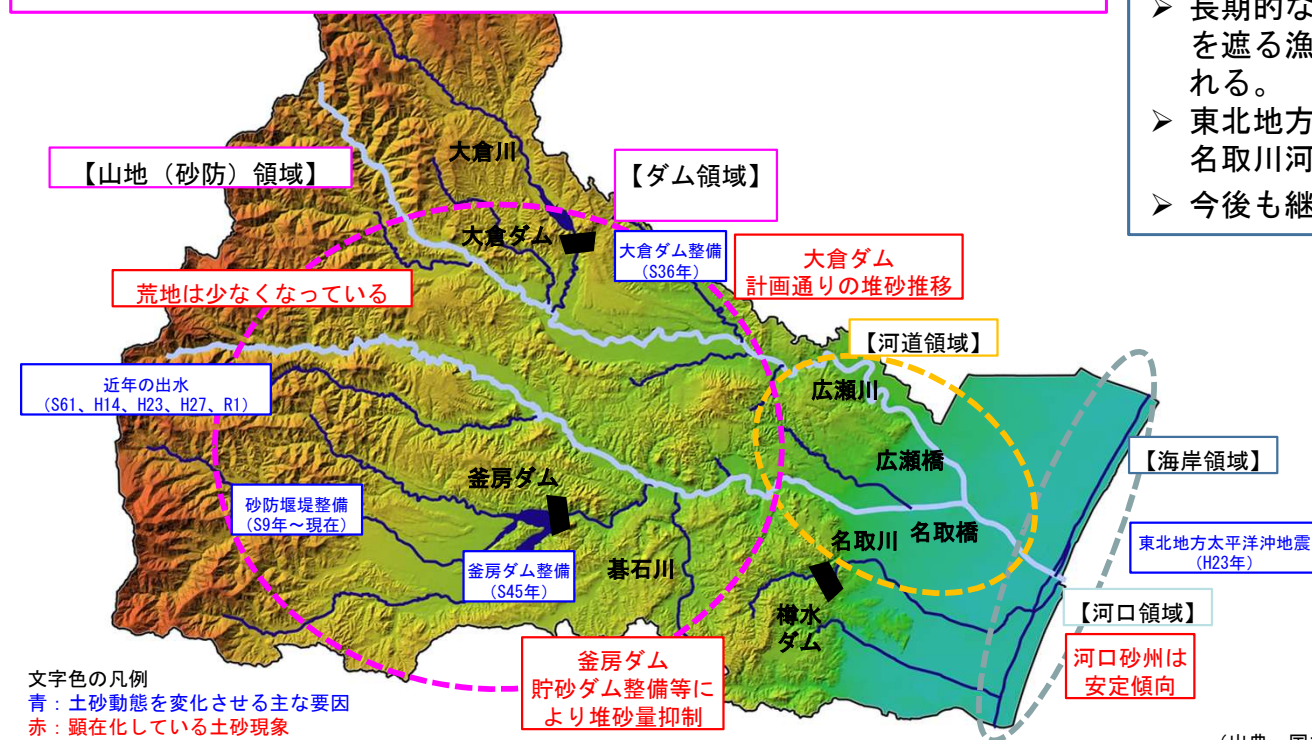 ➢ 長期的な
を遮る漁
れる。
➢ 東北地方
名取川河
➢ 今後も継
大倉川
【山地（砂防）領域】
【ダム領域】
大倉ダム
大倉ダム整備
（S36年）
大倉ダム
計画通りの堆砂推移
荒地は少なくなっている
【河道領域】
近年の出水
（S61、H14、H23、H27、R1）
広瀬川
広瀬橋
【海岸領域】
釜房ダム
砂防堰堤整備
（S9年～現在）
名取川
名取橋
東北地方太平洋沖地震
（H23年）
釜房ダム整備
（S45年）
碁石川
樽水
ダム
【河口領域】
釜房ダム
貯砂ダム整備等に
より堆砂量抑制
河口砂州は
安定傾向
文字色の凡例
青：土砂動態を変化させる主な要因
赤：顕在化している土砂現象